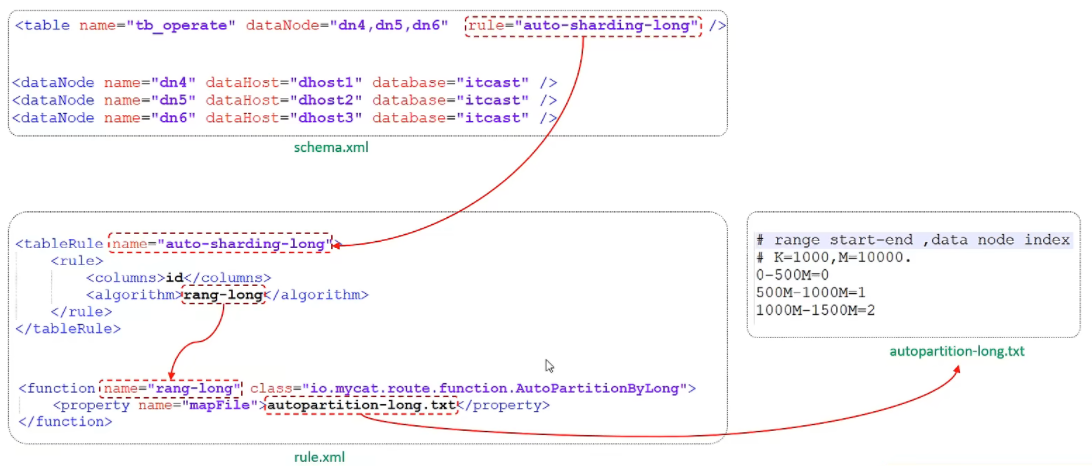 <table name="tb_operate" dataNode="dn4,dn5,dn6" rule="auto-sharding-long" />
<dataNode name="dn4" dataHost="dhost1" database="itcast" />
<dataNode name="dn5" dataHost="dhost2" database="itcast" />
<dataNode name="dn6" dataHost="dhost3" database="itcast" />
schema.xml
<tableRule name="auto-sharding-long">
<rule>
<columns>id</columns>
<algorithm>rang-long</algorithm>
</rule>
</tableRule>
<function name="rang-long" class="io.mycat.route.function.AutoPartitionByLong">
<property name="mapFile">autopartition-long.txt</property>
</function>
rule.xml
# range start-end ,data node index
# K=1000,M=10000.
0-500M=0
500M-1000M=1
1000M-1500M=2
autopartition-long.txt